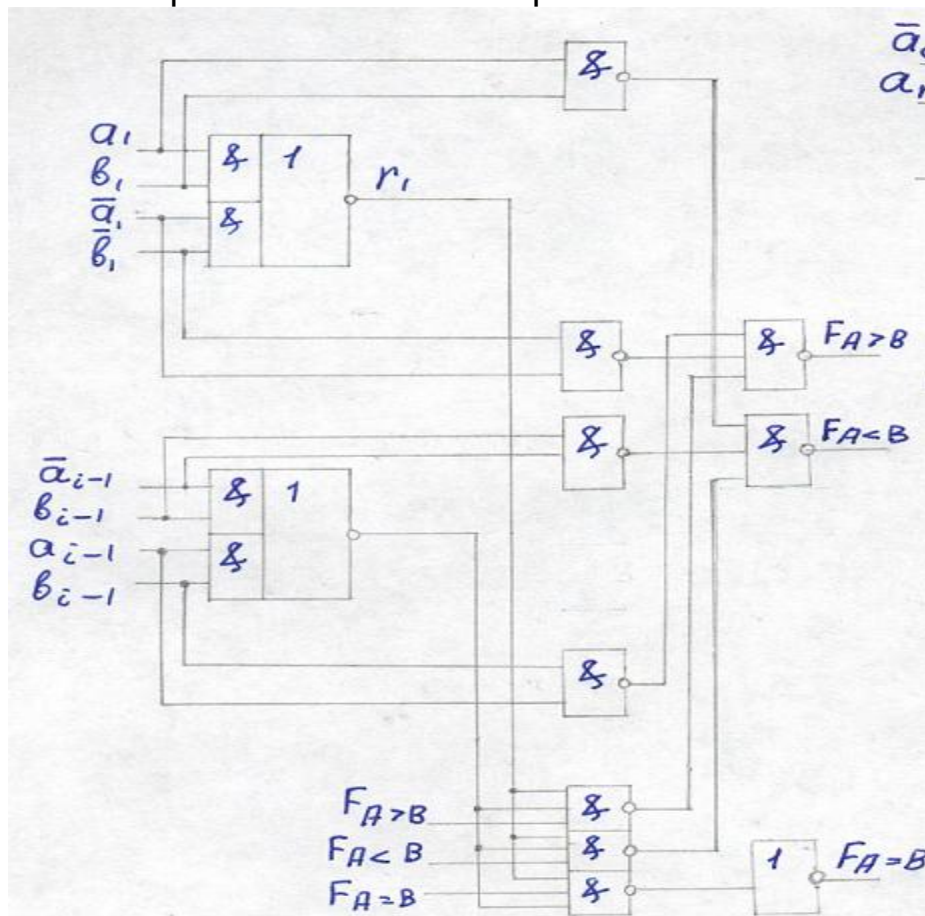 ā
a
&
a₁
b₁
ā₁
b̄₁
& 1
&
r₁
&
&
F_A>B
&
F_A<B
&
ā_i-1
b_i-1
a_i-1
b_i-1
& 1
&
&
F_A>B
F_A<B
F_A=B
&
&
&
1
F_A=B